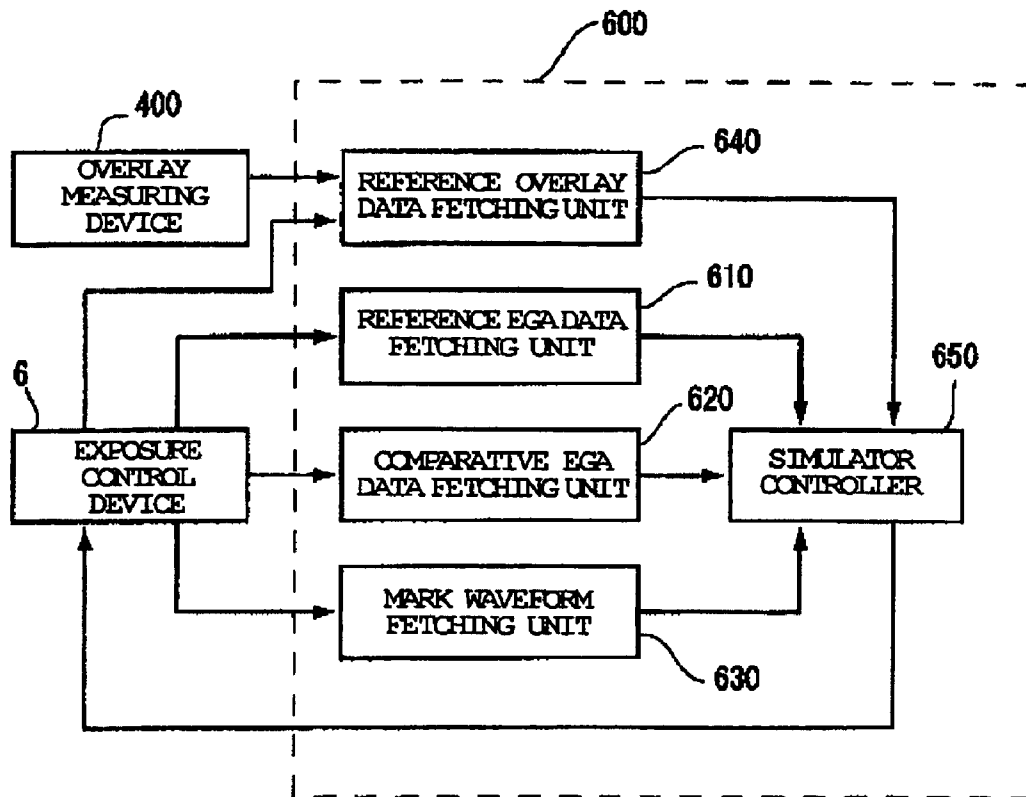 600
400
OVERLAY
MEASURING
DEVICE
640
REFERENCE OVERLAY
DATA FETCHING UNIT
610
REFERENCE EGA DATA
FETCHING UNIT
6
EXPOSURE
CONTROL
DEVICE
620
COMPARATIVE EGA
DATA FETCHING UNIT
650
SIMULATOR
CONTROLLER
MARK WAVEFORM
FETCHING UNIT
630